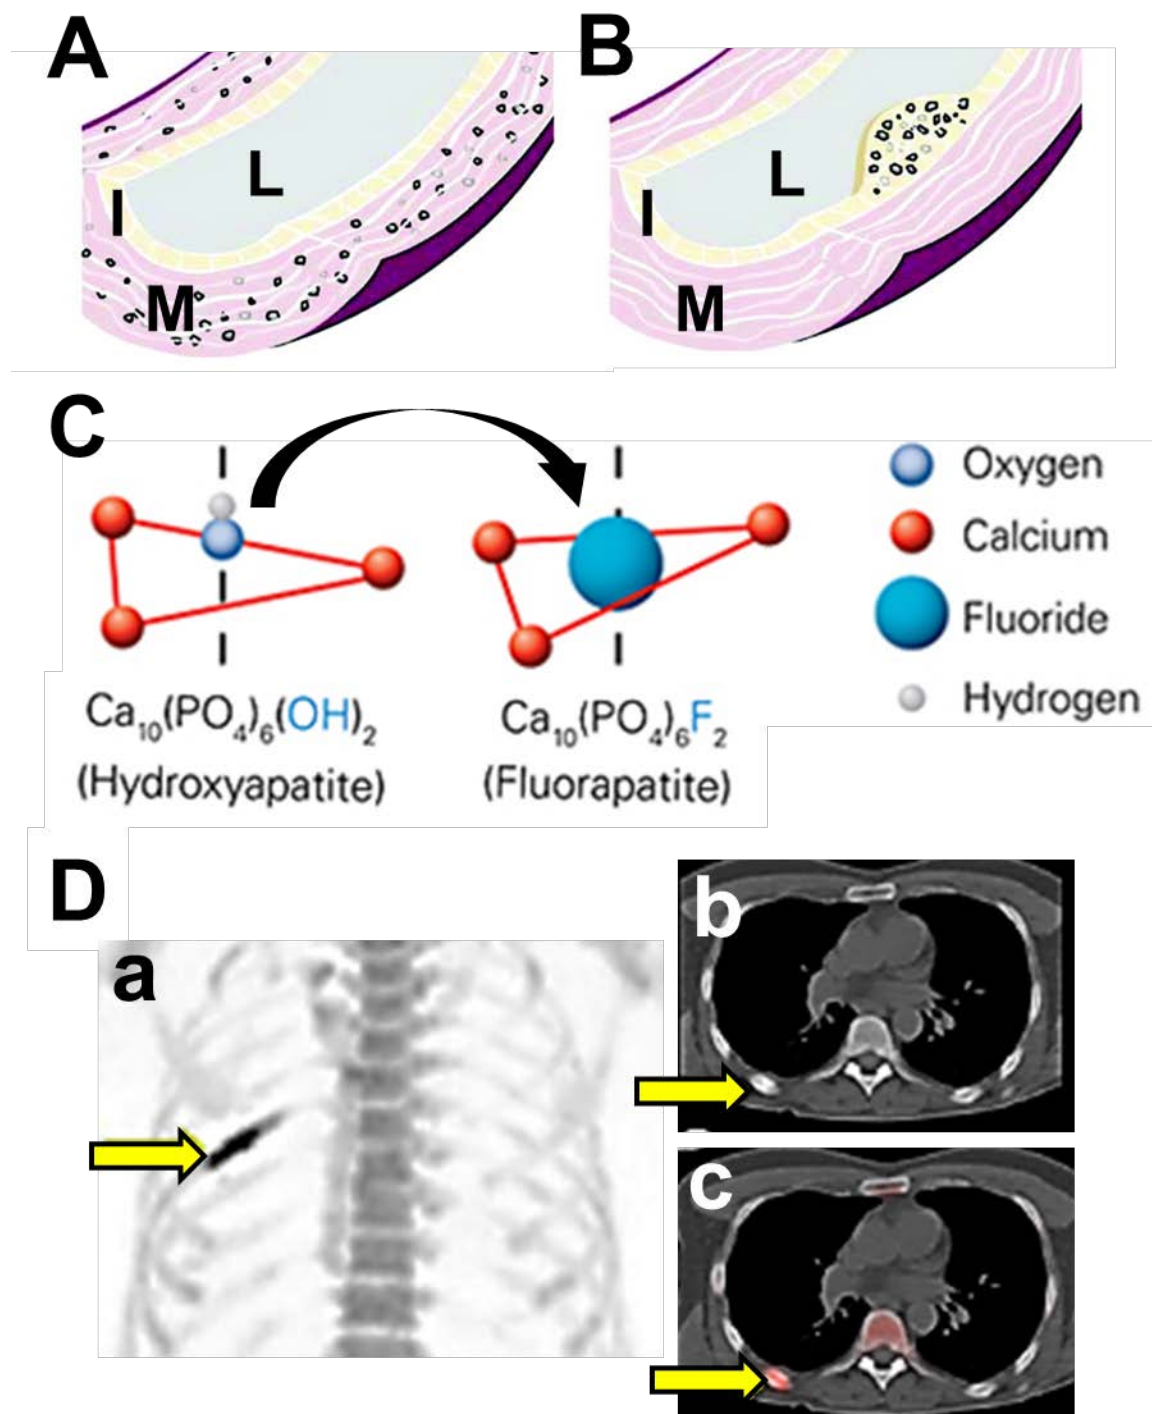 A
B
L
I
M
L
I
M
C
Oxygen
Calcium
Fluoride
Hydrogen
Ca10(PO4)6(OH)2
(Hydroxyapatite)
Ca10(PO4)6F2
(Fluorapatite)
D
a
b
c